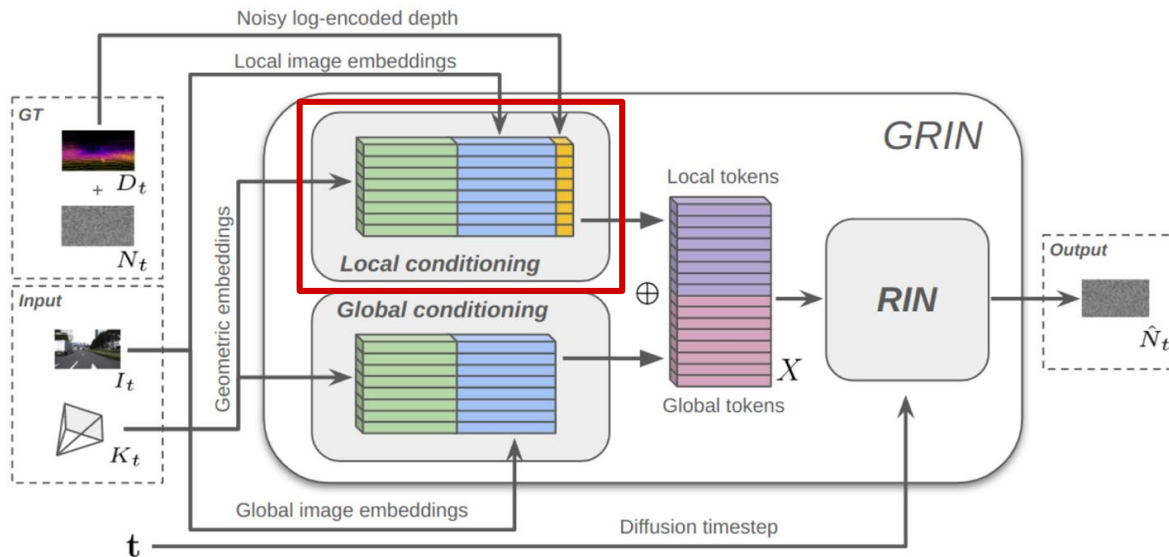 Noisy log-encoded depth
Local image embeddings
GT
D_t
+
N_t
Input
I_t
K_t
Geometric embeddings
GRIN
Local conditioning
Global conditioning
Local tokens
⊕
X
Global tokens
RIN
Output
N̂_t
Global image embeddings
Diffusion timestep
t